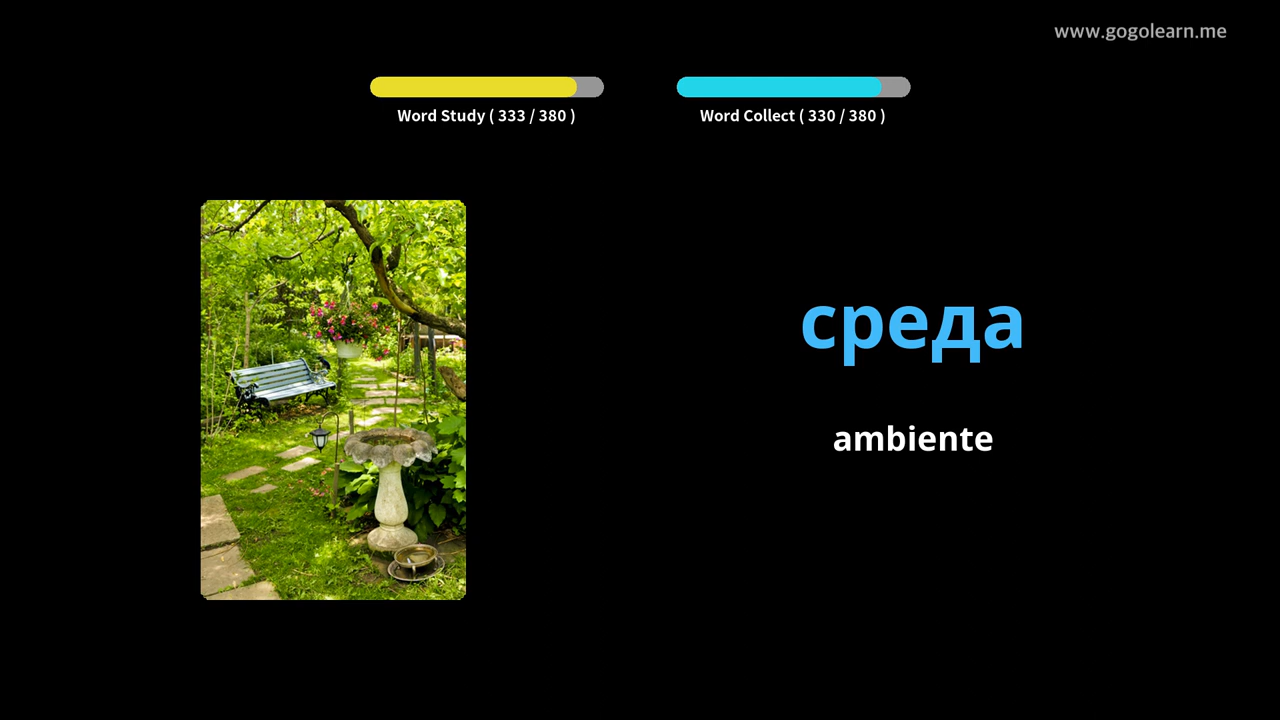 www.gogolearn.me
Word Study ( 333 / 380 )
Word Collect ( 330 / 380 )
среда
ambiente